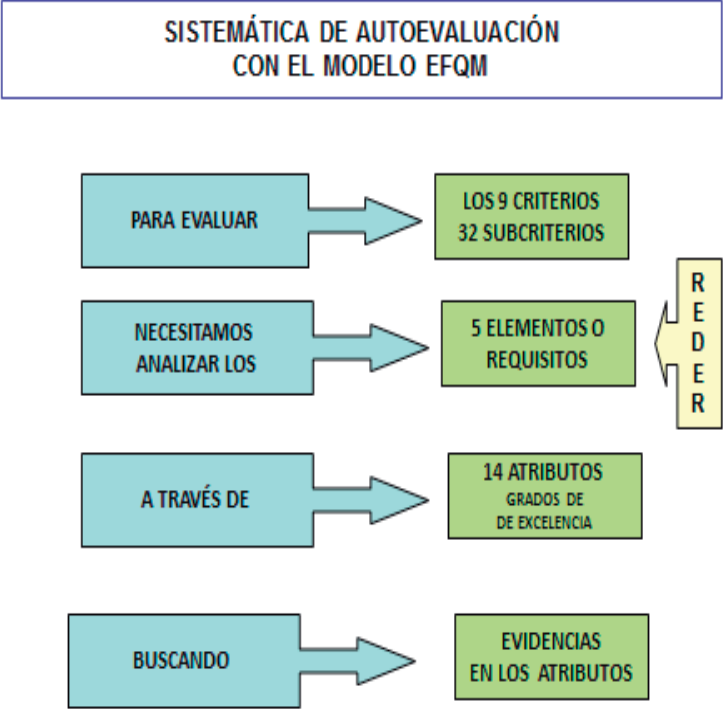 SISTEMÁTICA DE AUTOEVALUACIÓN
CON EL MODELO EFQM
PARA EVALUAR
LOS 9 CRITERIOS
32 SUBCRITERIOS
NECESITAMOS
ANALIZAR LOS
5 ELEMENTOS O
REQUISITOS
R
E
D
E
R
A TRAVÉS DE
14 ATRIBUTOS
GRADOS DE
DE EXCELENCIA
BUSCANDO
EVIDENCIAS
EN LOS ATRIBUTOS